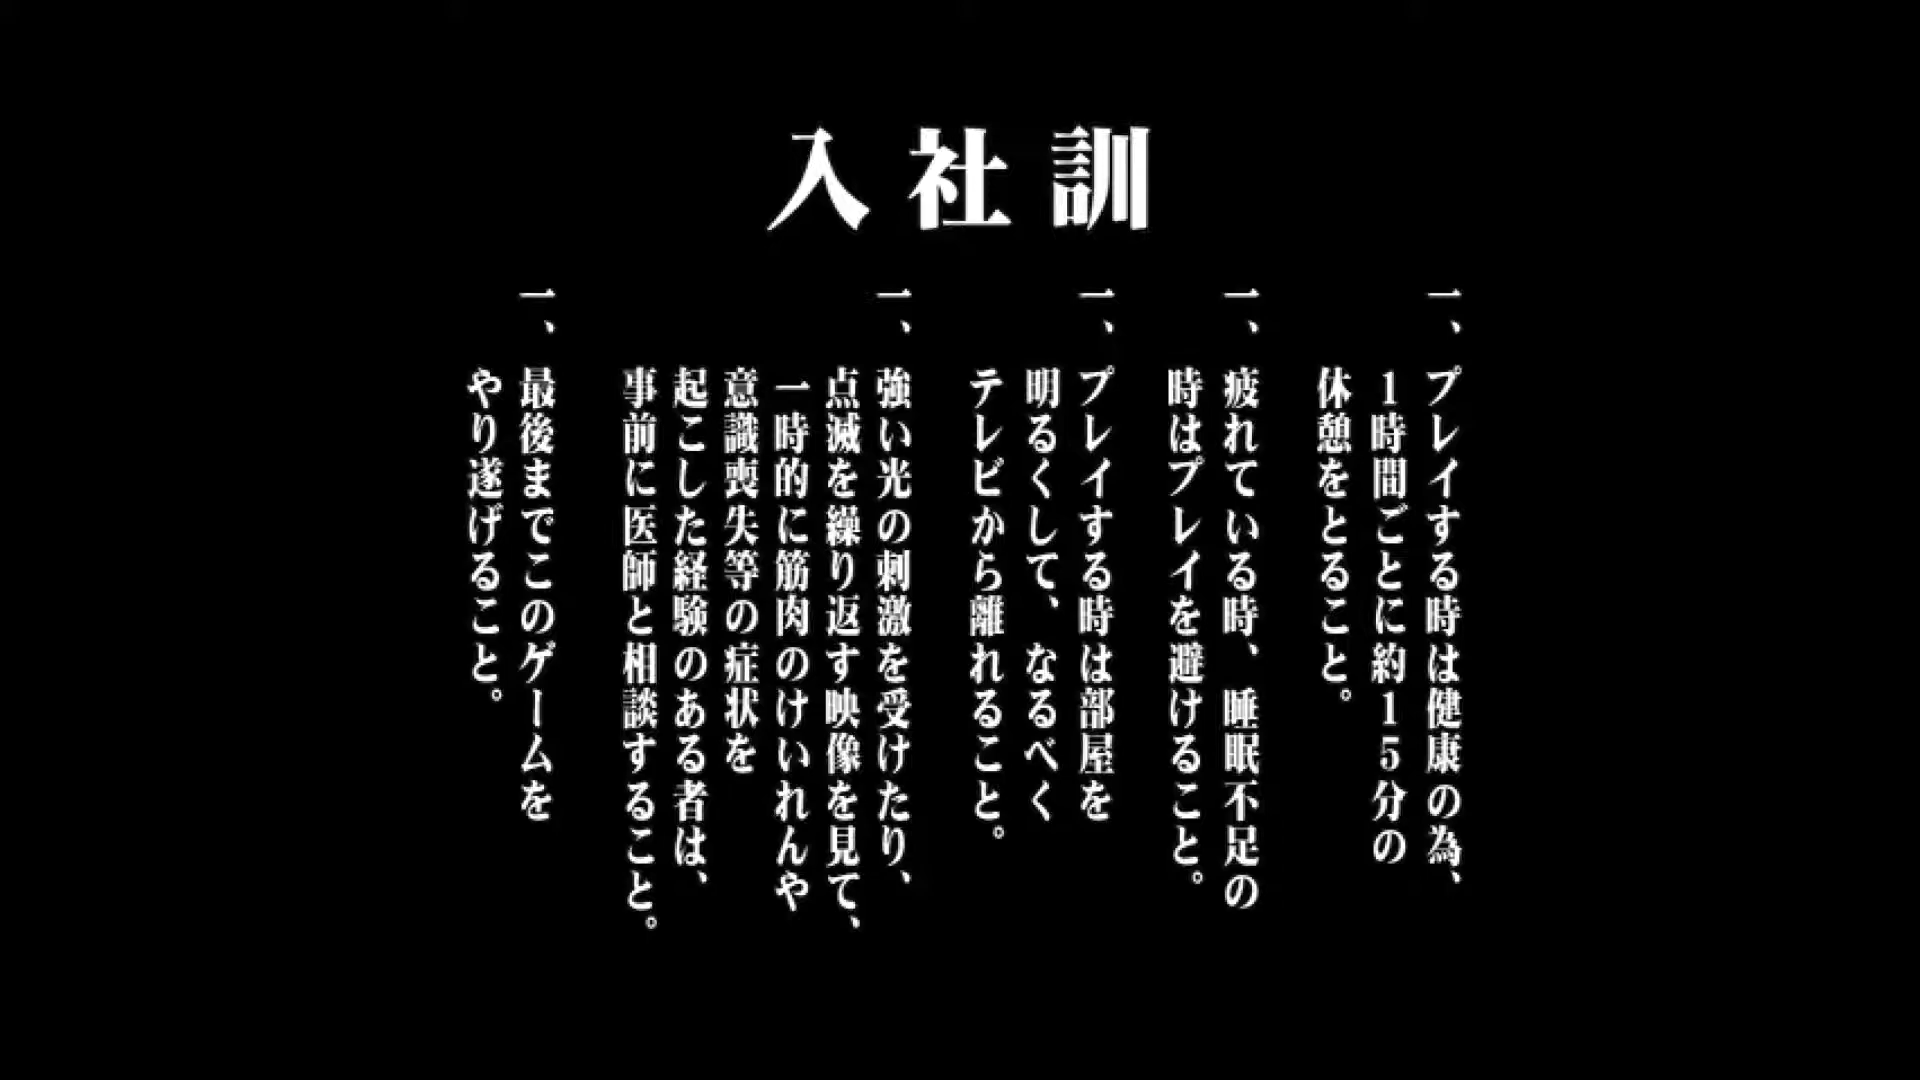 入社訓
一、プレイする時は健康の為、
1時間ごとに約15分の
休憩をとること。
一、疲れている時、睡眠不足の
時はプレイを避けること。
一、プレイする時は部屋を
明るくして、なるべく
テレビから離れること。
一、強い光の刺激を受けたり、
点滅を繰り返す映像を見て、
一時的に筋肉のけいれんや
意識喪失等の症状を
起こした経験のある者は、
事前に医師と相談すること。
一、最後までこのゲームを
やり遂げること。